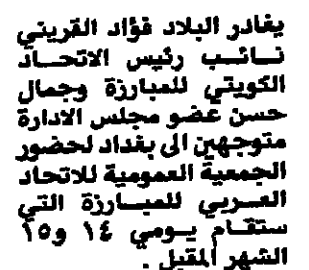 يغادر البلاد فؤاد القريني
نائب رئيس الاتحاد
الكويتي للمبارزة وجمال
حسن عضو مجلس الادارة
متوجهين الى بغداد لحضور
الجمعية العمومية للاتحاد
العربي للمبارزة التي
ستقام يومي ١٤ و١٥
الشهر المقبل .